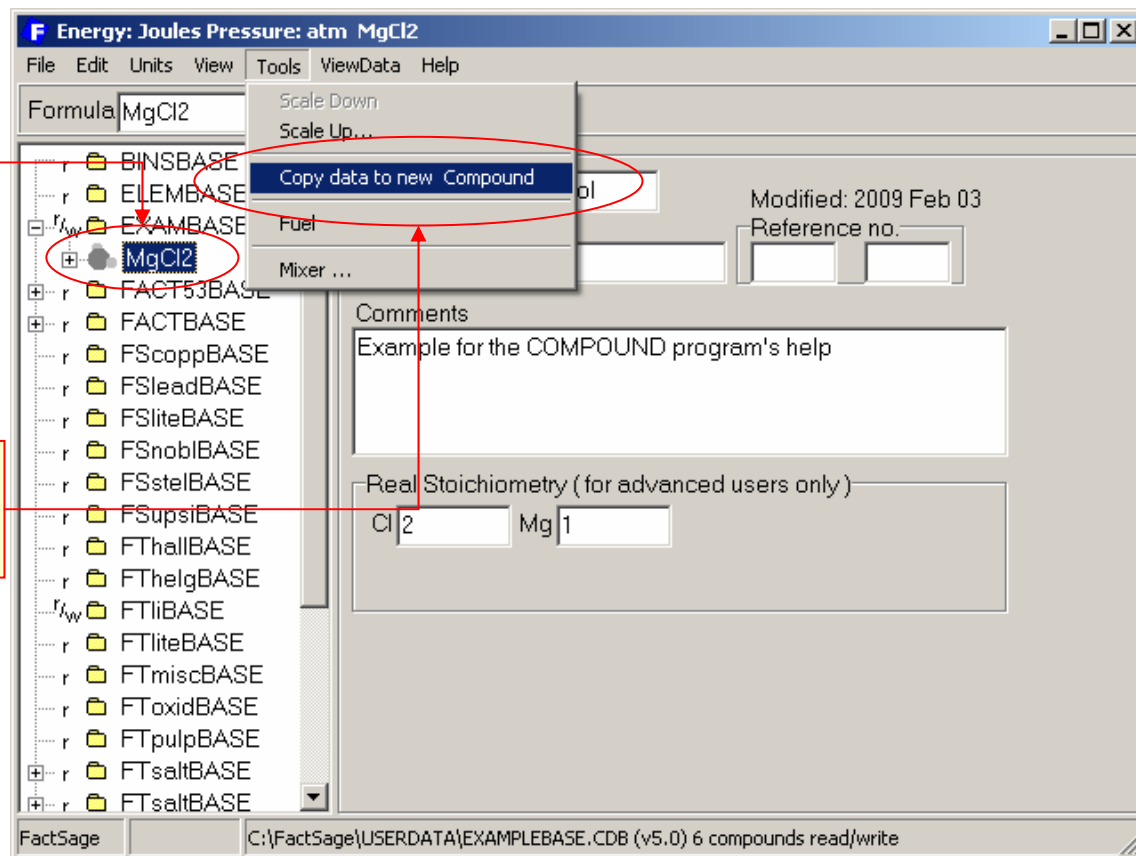 Energy: Joules Pressure: atm MgCl2
File Edit Units View Tools ViewData Help
Formula MgCl2
Scale Down
Scale Up...
Copy data to new Compound
Fuel
Mixer ...
r BINSBASE
r ELEMBASE
r/w EXAMBASE
MgCl2
r FACT53BASE
r FACTBASE
r FScoppBASE
r FSleadBASE
r FSliteBASE
r FSnoblBASE
r FSstelBASE
r FSupsiBASE
r FThallBASE
r FThelgBASE
r/w FTliBASE
r FTliteBASE
r FTmiscBASE
r FToxidBASE
r FTpulpBASE
r FTsaltBASE
r FTsaltBASE
ol
Modified: 2009 Feb 03
Reference no.
Comments
Example for the COMPOUND program's help
Real Stoichiometry ( for advanced users only )
Cl 2 Mg 1
FactSage C:\FactSage\USERDATA\EXAMPLEBASE.CDB (v5.0) 6 compounds read/write